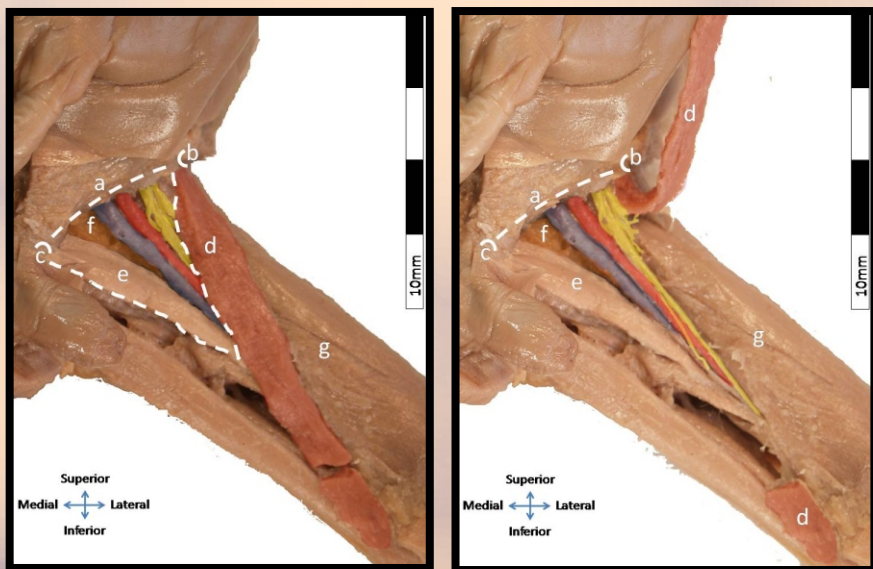 b
a
d
f
c
e
g
10mm
Superior
Medial
Lateral
Inferior
d
b
a
f
c
e
g
10mm
d
Superior
Medial
Lateral
Inferior